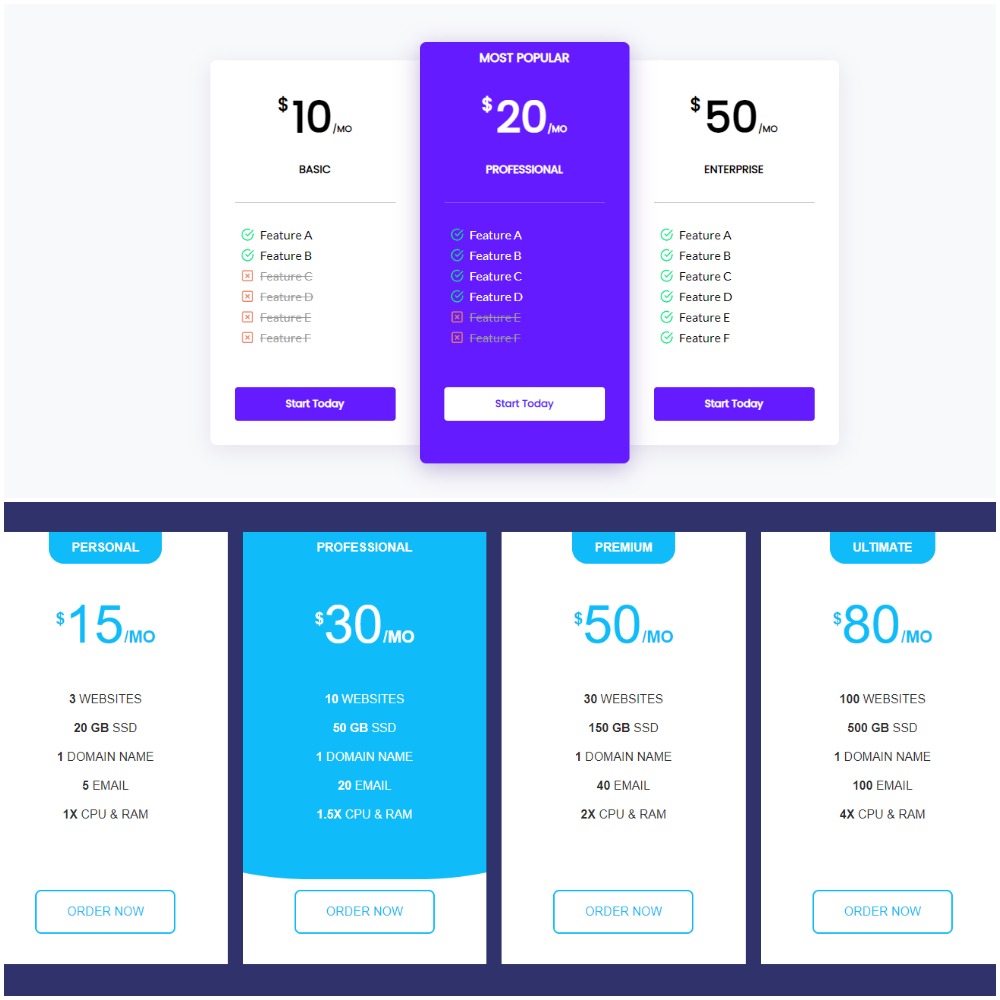 MOST POPULAR
$10/MO
$20/MO
$50/MO
BASIC
PROFESSIONAL
ENTERPRISE
Feature A
Feature B
Feature C
Feature D
Feature E
Feature F
Feature A
Feature B
Feature C
Feature D
Feature E
Feature F
Feature A
Feature B
Feature C
Feature D
Feature E
Feature F
Start Today
Start Today
Start Today
PERSONAL
$15/MO
3 WEBSITES
20 GB SSD
1 DOMAIN NAME
5 EMAIL
1X CPU & RAM
ORDER NOW
PROFESSIONAL
$30/MO
10 WEBSITES
50 GB SSD
1 DOMAIN NAME
20 EMAIL
1.5X CPU & RAM
ORDER NOW
PREMIUM
$50/MO
30 WEBSITES
150 GB SSD
1 DOMAIN NAME
40 EMAIL
2X CPU & RAM
ORDER NOW
ULTIMATE
$80/MO
100 WEBSITES
500 GB SSD
1 DOMAIN NAME
100 EMAIL
4X CPU & RAM
ORDER NOW